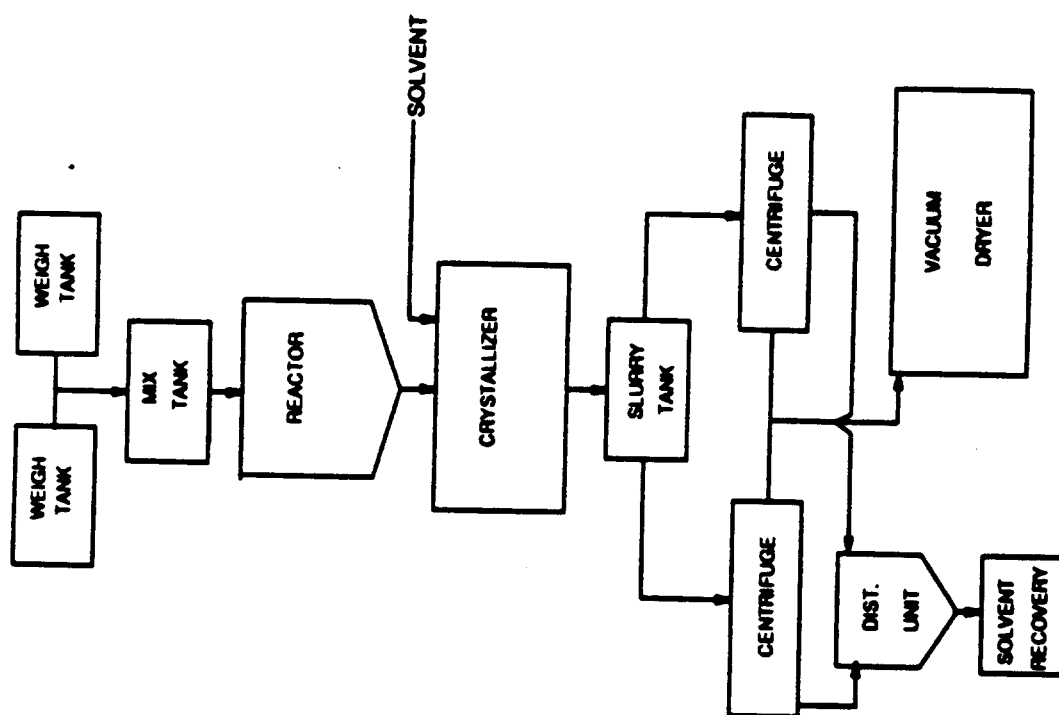 WEIGH
TANK
WEIGH
TANK
MIX
TANK
REACTOR
SOLVENT
CRYSTALLIZER
SLURRY
TANK
CENTRIFUGE
CENTRIFUGE
VACUUM
DRYER
DIST.
UNIT
SOLVENT
RECOVERY